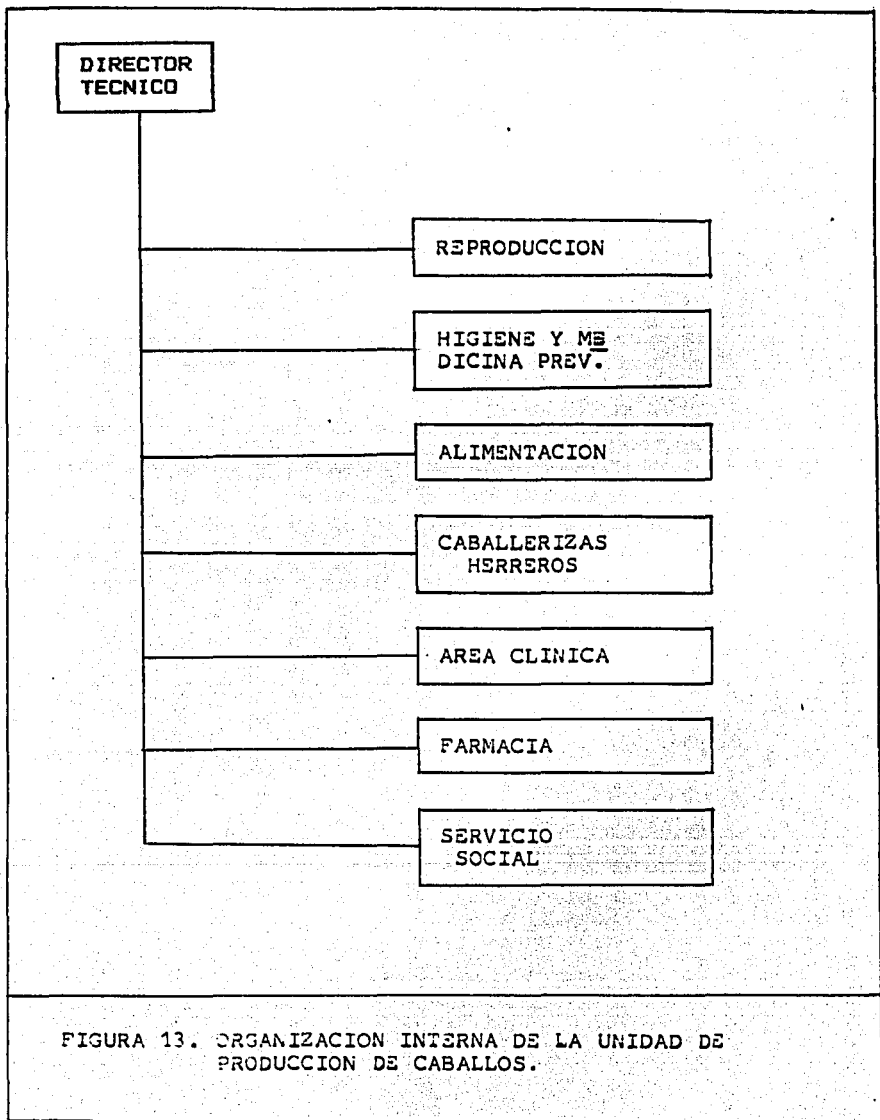 DIRECTOR
TECNICO
REPRODUCCION
HIGIENE Y ME
DICINA PREV.
ALIMENTACION
CABALLERIZAS
HERREROS
AREA CLINICA
FARMACIA
SERVICIO
SOCIAL
FIGURA 13. ORGANIZACION INTERNA DE LA UNIDAD DE
PRODUCCION DE CABALLOS.